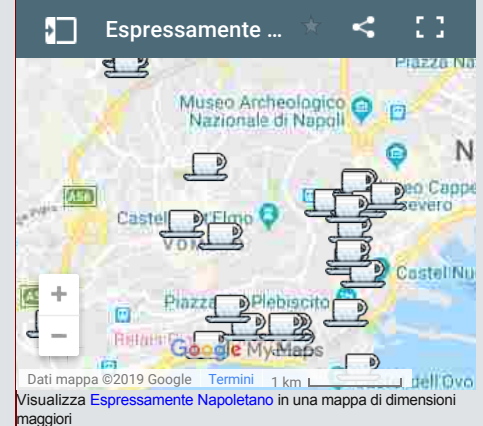 Espressamente ...
Piazza Na
Museo Archeologico
Nazionale di Napoli
N
eo Cappe
severo
A56
Castel Sant'Elmo
VOM
Castel Nu
Piazza Plebiscito
Google My Maps
dell'Ovo
Dati mappa ©2019 Google Termini 1 km
Visualizza Espressamente Napoletano in una mappa di dimensioni
maggiori